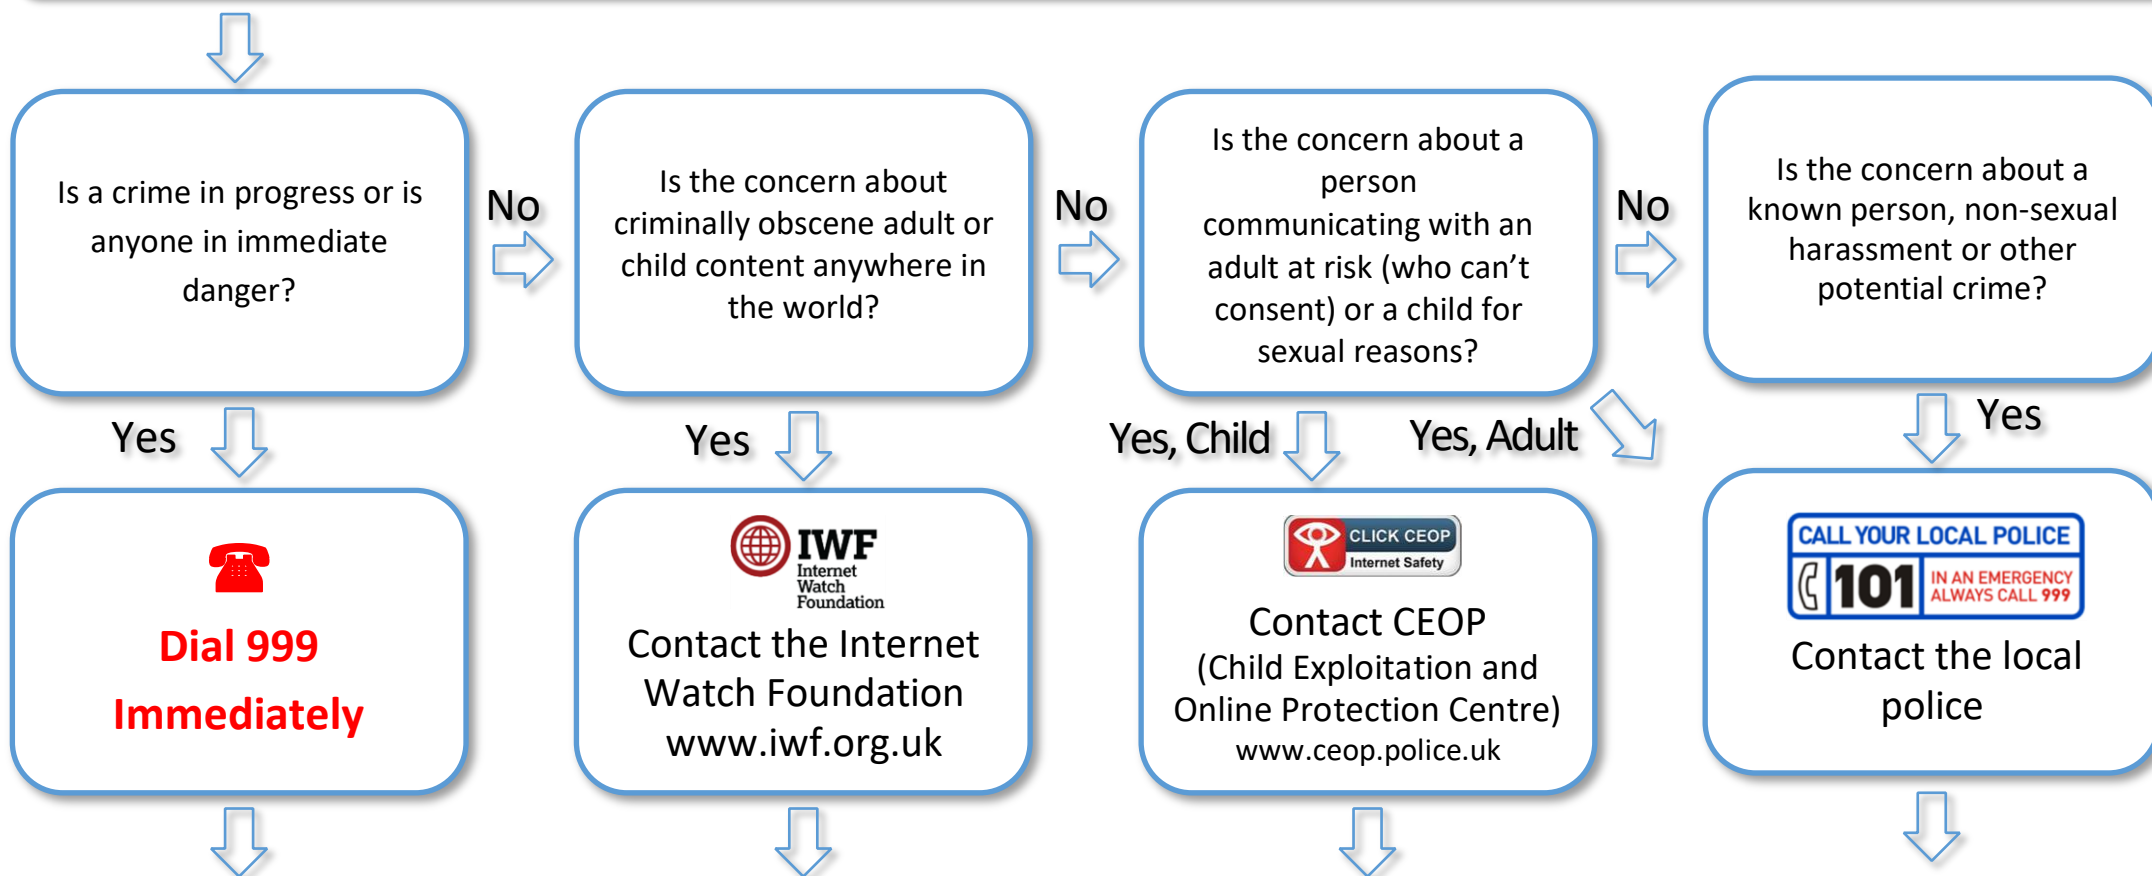 Is a crime in progress or is
anyone in immediate
danger?
No
Is the concern about
criminally obscene adult or
child content anywhere in
the world?
No
Is the concern about a
person
communicating with an
adult at risk (who can’t
consent) or a child for
sexual reasons?
No
Is the concern about a
known person, non-sexual
harassment or other
potential crime?
Yes
Yes
Yes, Child
Yes, Adult
Yes
Dial 999
Immediately
IWF
Internet
Watch
Foundation
Contact the Internet
Watch Foundation
www.iwf.org.uk
CLICK CEOP
Internet Safety
Contact CEOP
(Child Exploitation and
Online Protection Centre)
www.ceop.police.uk
CALL YOUR LOCAL POLICE
101
IN AN EMERGENCY
ALWAYS CALL 999
Contact the local
police